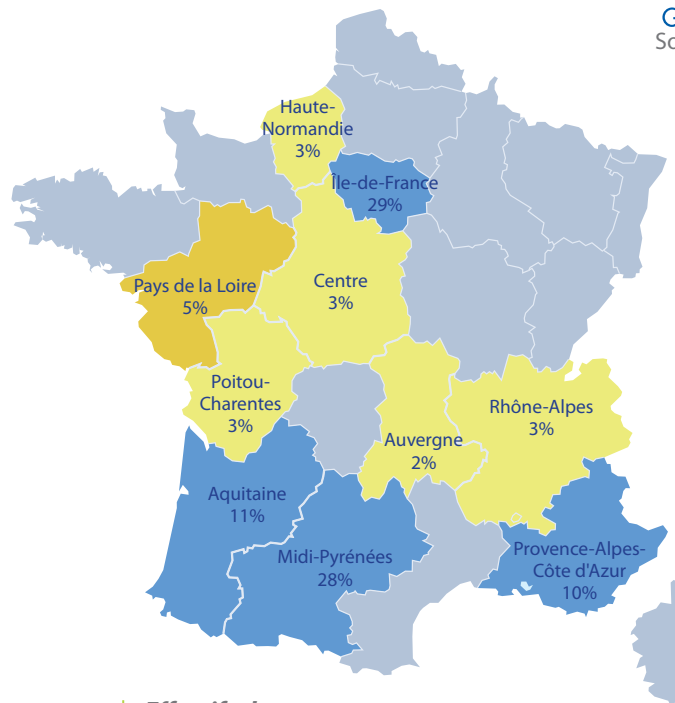 Haute-
Normandie
3%
Île-de-France
29%
Pays de la Loire
5%
Centre
3%
Poitou-
Charentes
3%
Auvergne
2%
Rhône-Alpes
3%
Aquitaine
11%
Midi-Pyrénées
28%
Provence-Alpes-
Côte d'Azur
10%